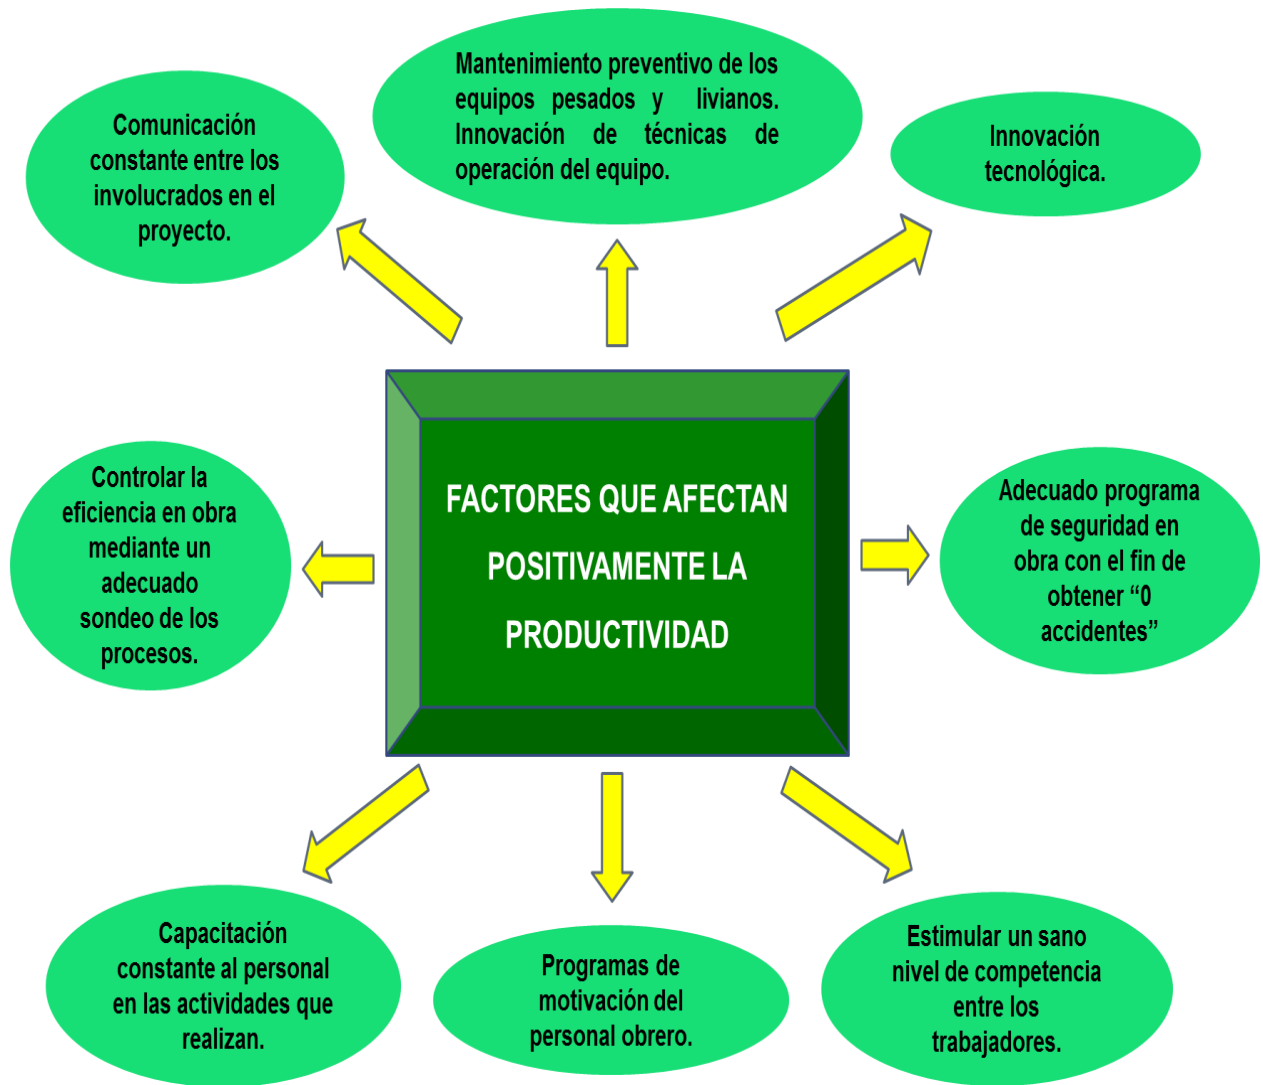 Mantenimiento preventivo de los
equipos pesados y livianos.
Innovación de técnicas de
operación del equipo.
Comunicación
constante entre los
involucrados en el
proyecto.
Innovación
tecnológica.
Controlar la
eficiencia en obra
mediante un
adecuado
sondeo de los
procesos.
FACTORES QUE AFECTAN
POSITIVAMENTE LA
PRODUCTIVIDAD
Adecuado programa
de seguridad en
obra con el fin de
obtener “0
accidentes”
Capacitación
constante al personal
en las actividades que
realizan.
Programas de
motivación del
personal obrero.
Estimular un sano
nivel de competencia
entre los
trabajadores.